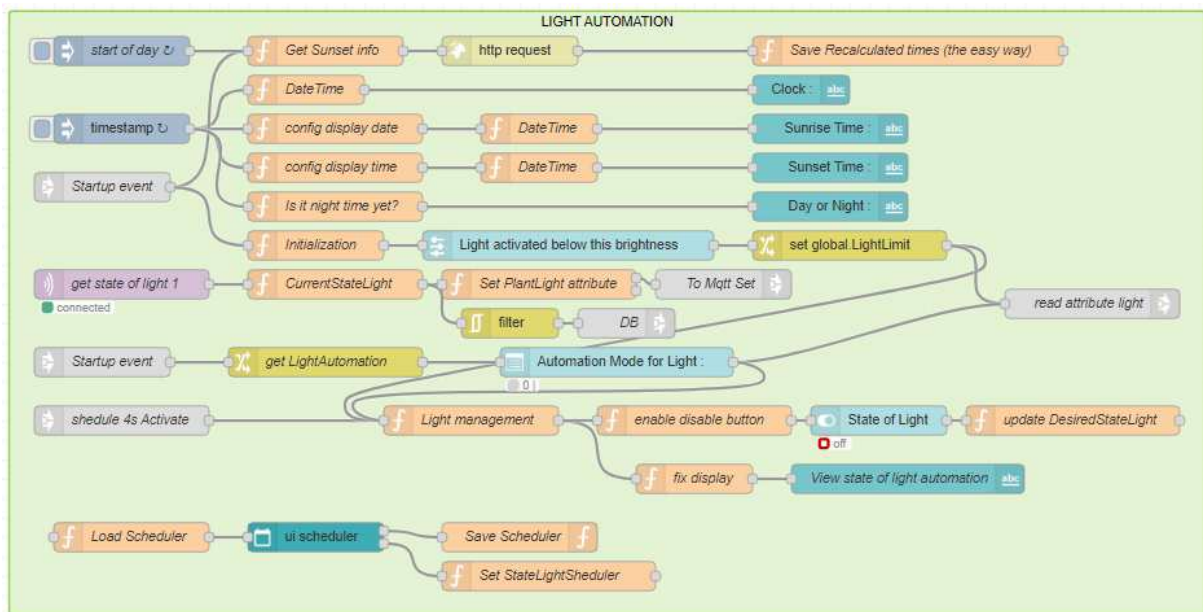 LIGHT AUTOMATION
start of day ↻
Get Sunset info
http request
Save Recalculated times (the easy way)
DateTime
Clock :
abc
timestamp ↻
config display date
DateTime
Sunrise Time :
abc
config display time
DateTime
Sunset Time :
abc
Startup event
Is it night time yet?
Day or Night :
abc
Initialization
Light activated below this brightness
set global.LightLimit
get state of light 1
connected
CurrentStateLight
Set PlantLight attribute
To Mqtt Set
read attribute light
filter
DB
Startup event
get LightAutomation
Automation Mode for Light :
0 |
shedule 4s Activate
Light management
enable disable button
State of Light
off
update DesiredStateLight
fix display
View state of light automation
abc
Load Scheduler
ui scheduler
Save Scheduler
Set StateLightSheduler